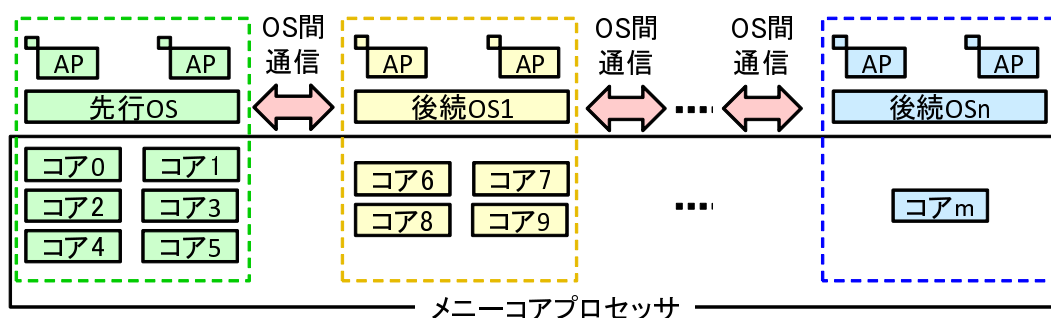 OS間
通信
OS間
通信
OS間
通信
AP AP AP AP AP AP
先行OS 後続OS1 ▪▪▪▪ 後続OSn
コア0 コア1
コア2 コア3
コア4 コア5
コア6 コア7
コア8 コア9
▪▪▪▪
コアm
メニーコアプロセッサ